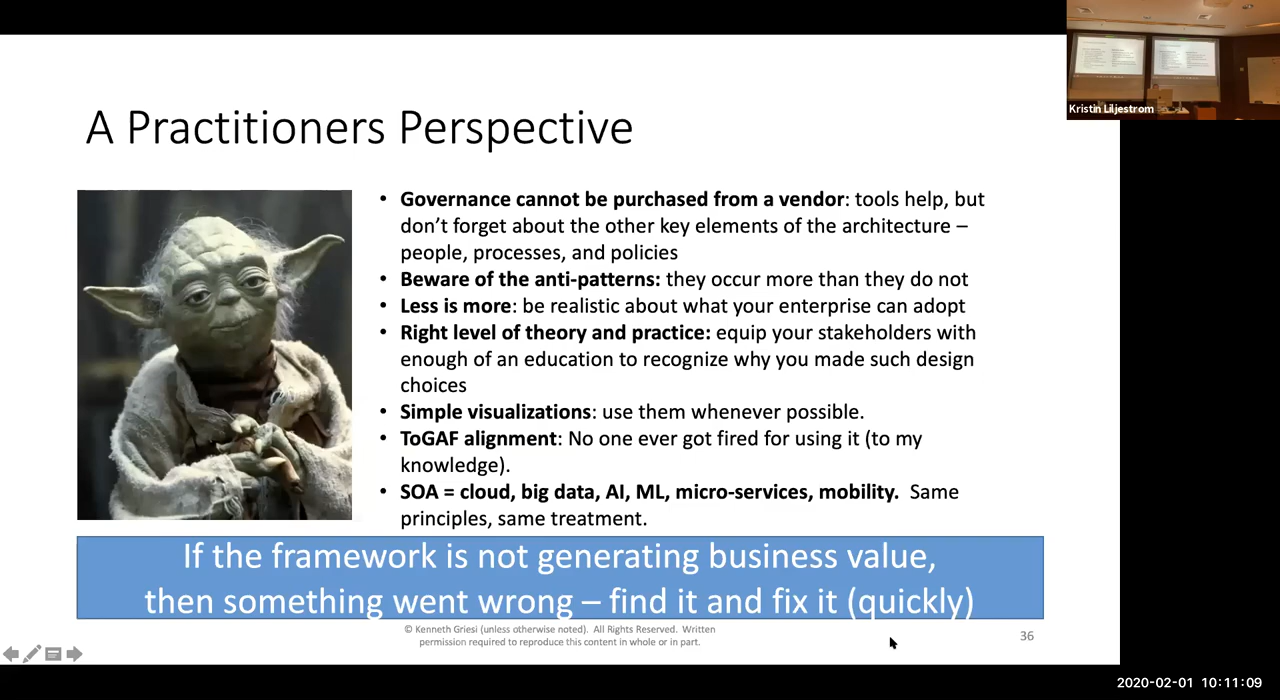 Kristin Liljestrom
A Practitioners Perspective
• Governance cannot be purchased from a vendor: tools help, but
don’t forget about the other key elements of the architecture –
people, processes, and policies
• Beware of the anti-patterns: they occur more than they do not
• Less is more: be realistic about what your enterprise can adopt
• Right level of theory and practice: equip your stakeholders with
enough of an education to recognize why you made such design
choices
• Simple visualizations: use them whenever possible.
• ToGAF alignment: No one ever got fired for using it (to my
knowledge).
• SOA = cloud, big data, AI, ML, micro-services, mobility.  Same
principles, same treatment.
If the framework is not generating business value,
then something went wrong – find it and fix it (quickly)
© Kenneth Griesi (unless otherwise noted).  All Rights Reserved.  Written
permission required to reproduce this content in whole or in part.
36
2020-02-01 10:11:09